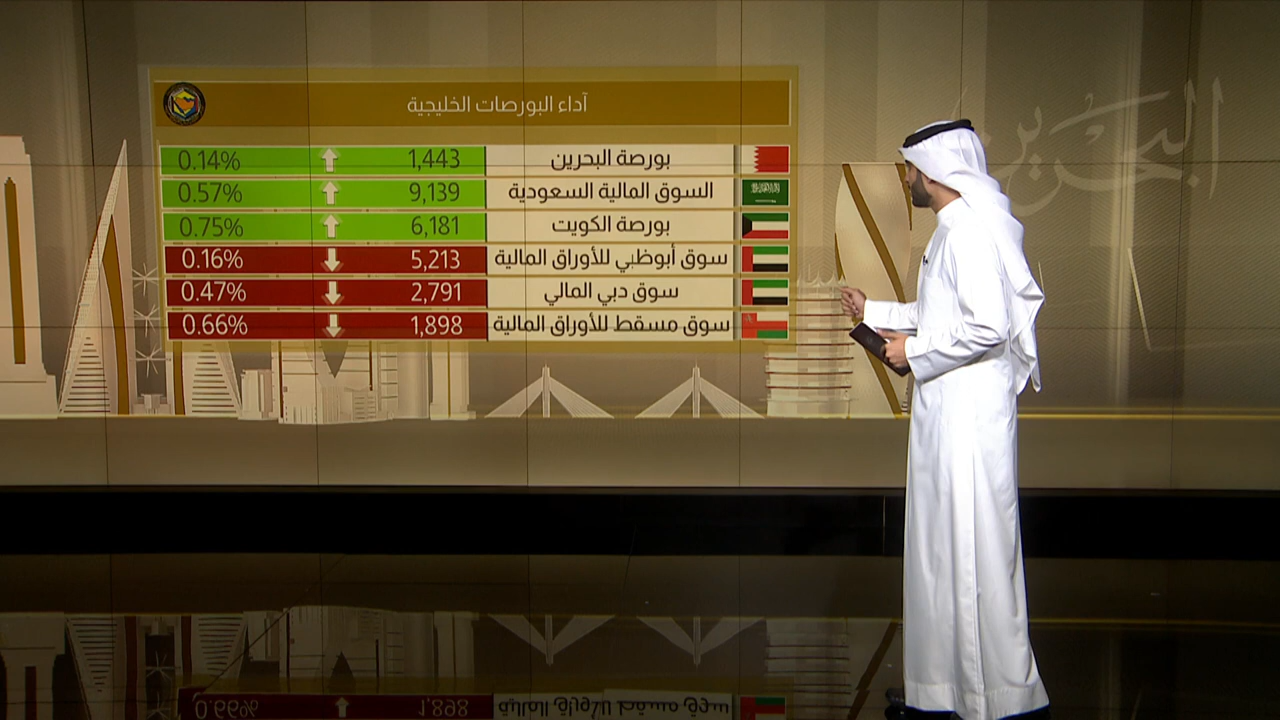 آداء البورصات الخليجية
بورصة البحرين 1,443 0.14%
السوق المالية السعودية 9,139 0.57%
بورصة الكويت 6,181 0.75%
سوق أبوظبي للأوراق المالية 5,213 0.16%
سوق دبي المالي 2,791 0.47%
سوق مسقط للأوراق المالية 1,898 0.66%
البحرين